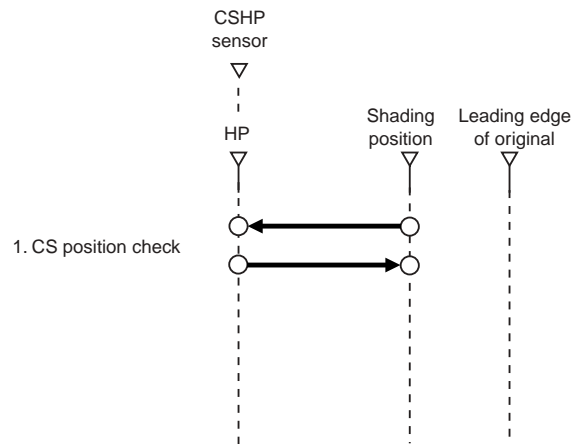 CSHP
sensor
HP
Shading
position
Leading edge
of original
1. CS position check